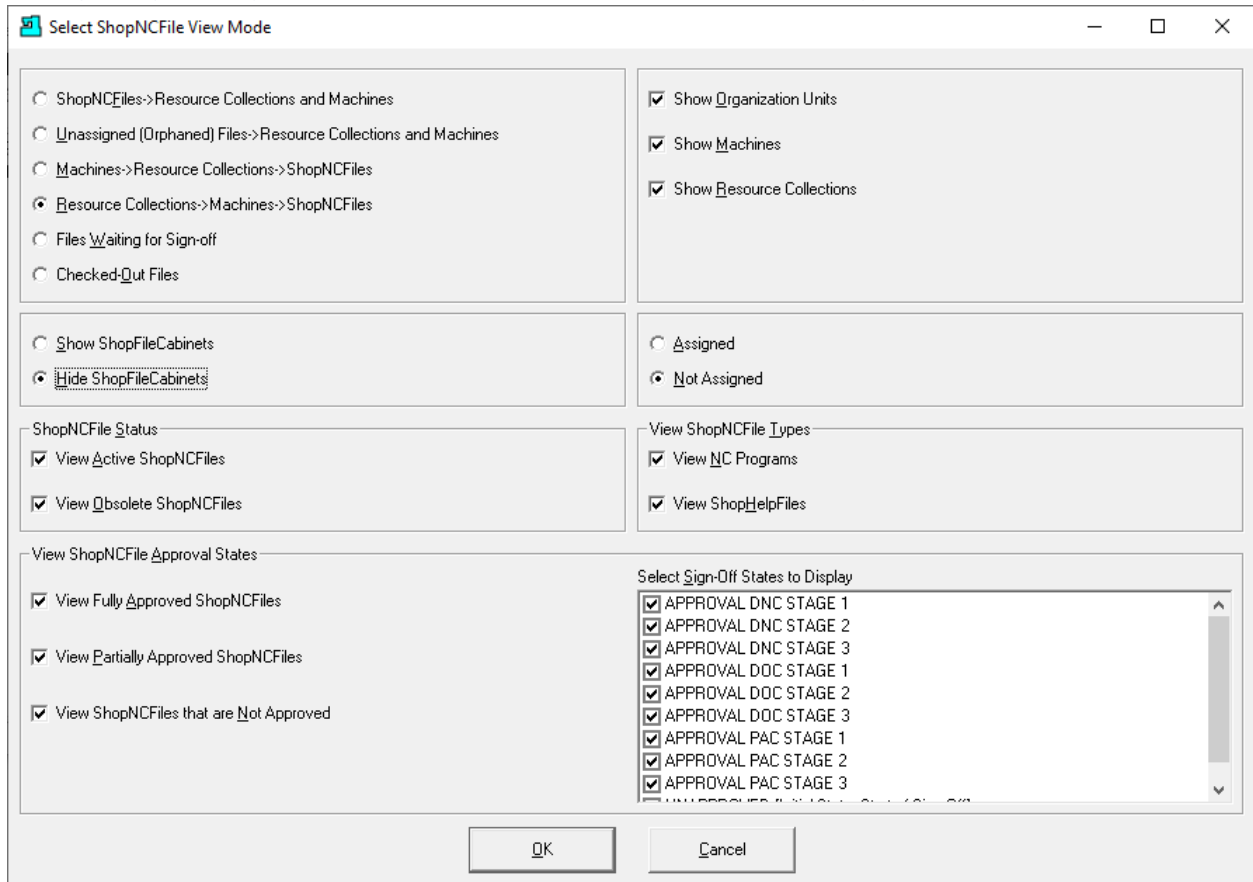 Select ShopNCFile View Mode
ShopNCFiles->Resource Collections and Machines
Unassigned (Orphaned) Files->Resource Collections and Machines
Machines->Resource Collections->ShopNCFiles
Resource Collections->Machines->ShopNCFiles
Files Waiting for Sign-off
Checked-Out Files
Show Organization Units
Show Machines
Show Resource Collections
Show ShopFileCabinets
Hide ShopFileCabinets
Assigned
Not Assigned
ShopNCFile Status
View Active ShopNCFiles
View Obsolete ShopNCFiles
View ShopNCFile Types
View NC Programs
View ShopHelpFiles
View ShopNCFile Approval States
View Fully Approved ShopNCFiles
View Partially Approved ShopNCFiles
View ShopNCFiles that are Not Approved
Select Sign-Off States to Display
APPROVAL DNC STAGE 1
APPROVAL DNC STAGE 2
APPROVAL DNC STAGE 3
APPROVAL DOC STAGE 1
APPROVAL DOC STAGE 2
APPROVAL DOC STAGE 3
APPROVAL PAC STAGE 1
APPROVAL PAC STAGE 2
APPROVAL PAC STAGE 3
OK
Cancel